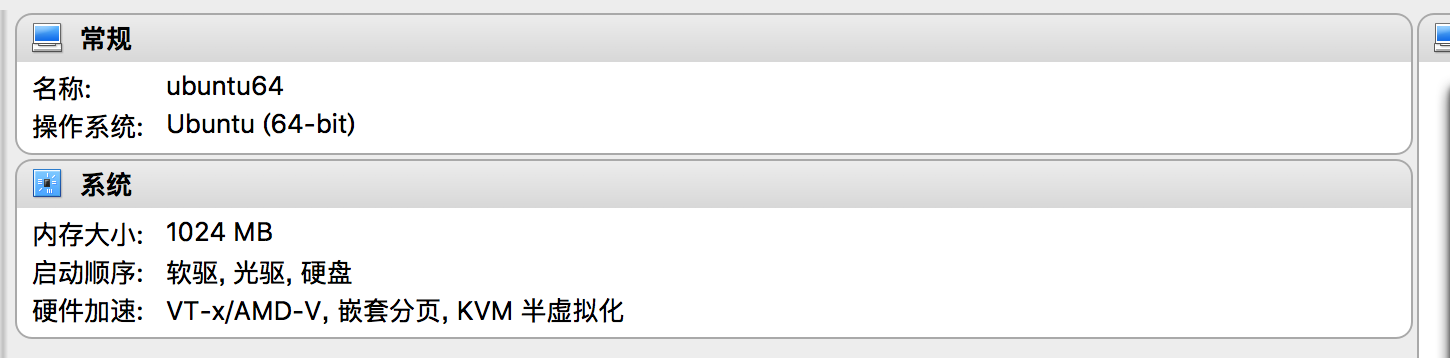 常规
名称: ubuntu64
操作系统: Ubuntu (64-bit)
系统
内存大小: 1024 MB
启动顺序: 软驱, 光驱, 硬盘
硬件加速: VT-x/AMD-V, 嵌套分页, KVM 半虚拟化